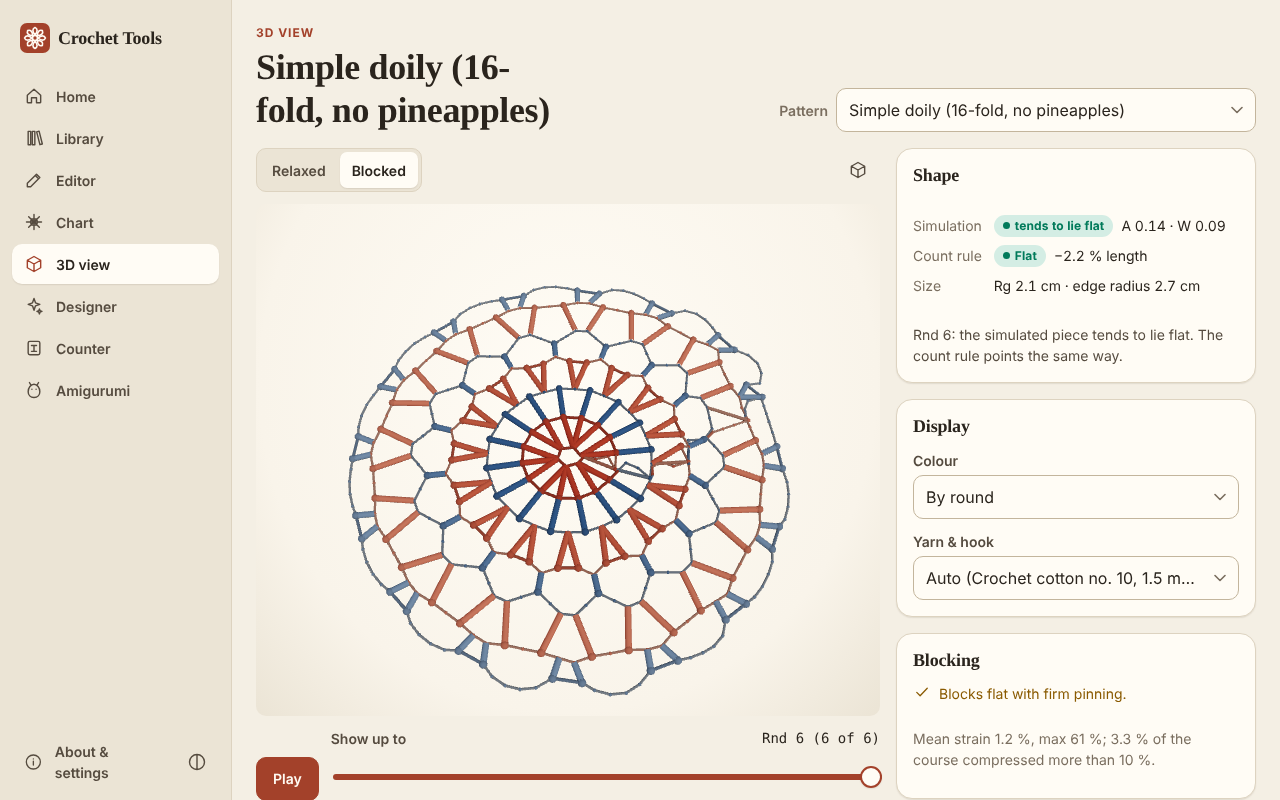 Crochet Tools
Home
Library
Editor
Chart
3D view
Designer
Counter
Amigurumi
About &
settings
3D VIEW
Simple doily (16-
fold, no pineapples)
Pattern
Simple doily (16-fold, no pineapples)
Relaxed
Blocked
Show up to
Rnd 6 (6 of 6)
Play
Shape
Simulation
tends to lie flat
A 0.14 · W 0.09
Count rule
Flat
−2.2 % length
Size
Rg 2.1 cm · edge radius 2.7 cm
Rnd 6: the simulated piece tends to lie flat. The
count rule points the same way.
Display
Colour
By round
Yarn & hook
Auto (Crochet cotton no. 10, 1.5 m...
Blocking
Blocks flat with firm pinning.
Mean strain 1.2 %, max 61 %; 3.3 % of the
course compressed more than 10 %.